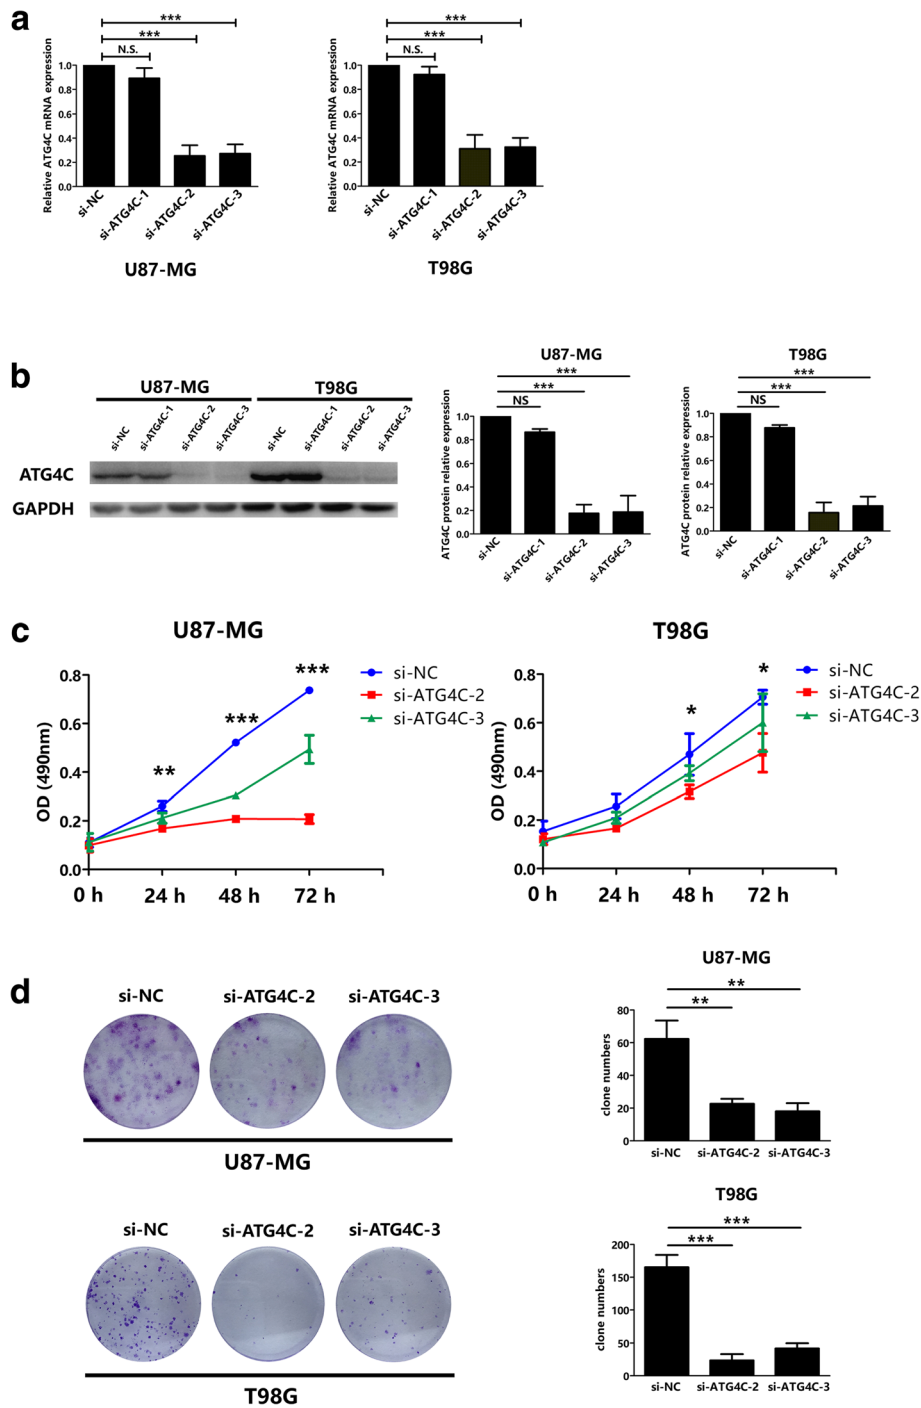 a
***
***
N.S.
Relative ATG4C mRNA expression
1.0
0.8
0.6
0.4
0.2
0.0
si-NC
si-ATG4C-1
si-ATG4C-2
si-ATG4C-3
U87-MG
***
***
N.S.
Relative ATG4C mRNA expression
1.0
0.8
0.6
0.4
0.2
0.0
si-NC
si-ATG4C-1
si-ATG4C-2
si-ATG4C-3
T98G
b
U87-MG
T98G
si-NC
si-ATG4C-1
si-ATG4C-2
si-ATG4C-3
si-NC
si-ATG4C-1
si-ATG4C-2
si-ATG4C-3
ATG4C
GAPDH
U87-MG
***
***
NS
ATG4C protein relative expression
1.0
0.8
0.6
0.4
0.2
0.0
si-NC
si-ATG4C-1
si-ATG4C-2
si-ATG4C-3
T98G
***
***
NS
ATG4C protein relative expression
1.0
0.8
0.6
0.4
0.2
0.0
si-NC
si-ATG4C-1
si-ATG4C-2
si-ATG4C-3
c
U87-MG
OD (490nm)
0.8
0.6
0.4
0.2
0.0
**
***
***
0 h
24 h
48 h
72 h
si-NC
si-ATG4C-2
si-ATG4C-3
T98G
OD (490nm)
0.8
0.6
0.4
0.2
0.0
*
*
0 h
24 h
48 h
72 h
si-NC
si-ATG4C-2
si-ATG4C-3
d
si-NC
si-ATG4C-2
si-ATG4C-3
U87-MG
U87-MG
**
**
clone numbers
80
60
40
20
0
si-NC
si-ATG4C-2
si-ATG4C-3
si-NC
si-ATG4C-2
si-ATG4C-3
T98G
T98G
***
***
clone numbers
200
150
100
50
0
si-NC
si-ATG4C-2
si-ATG4C-3